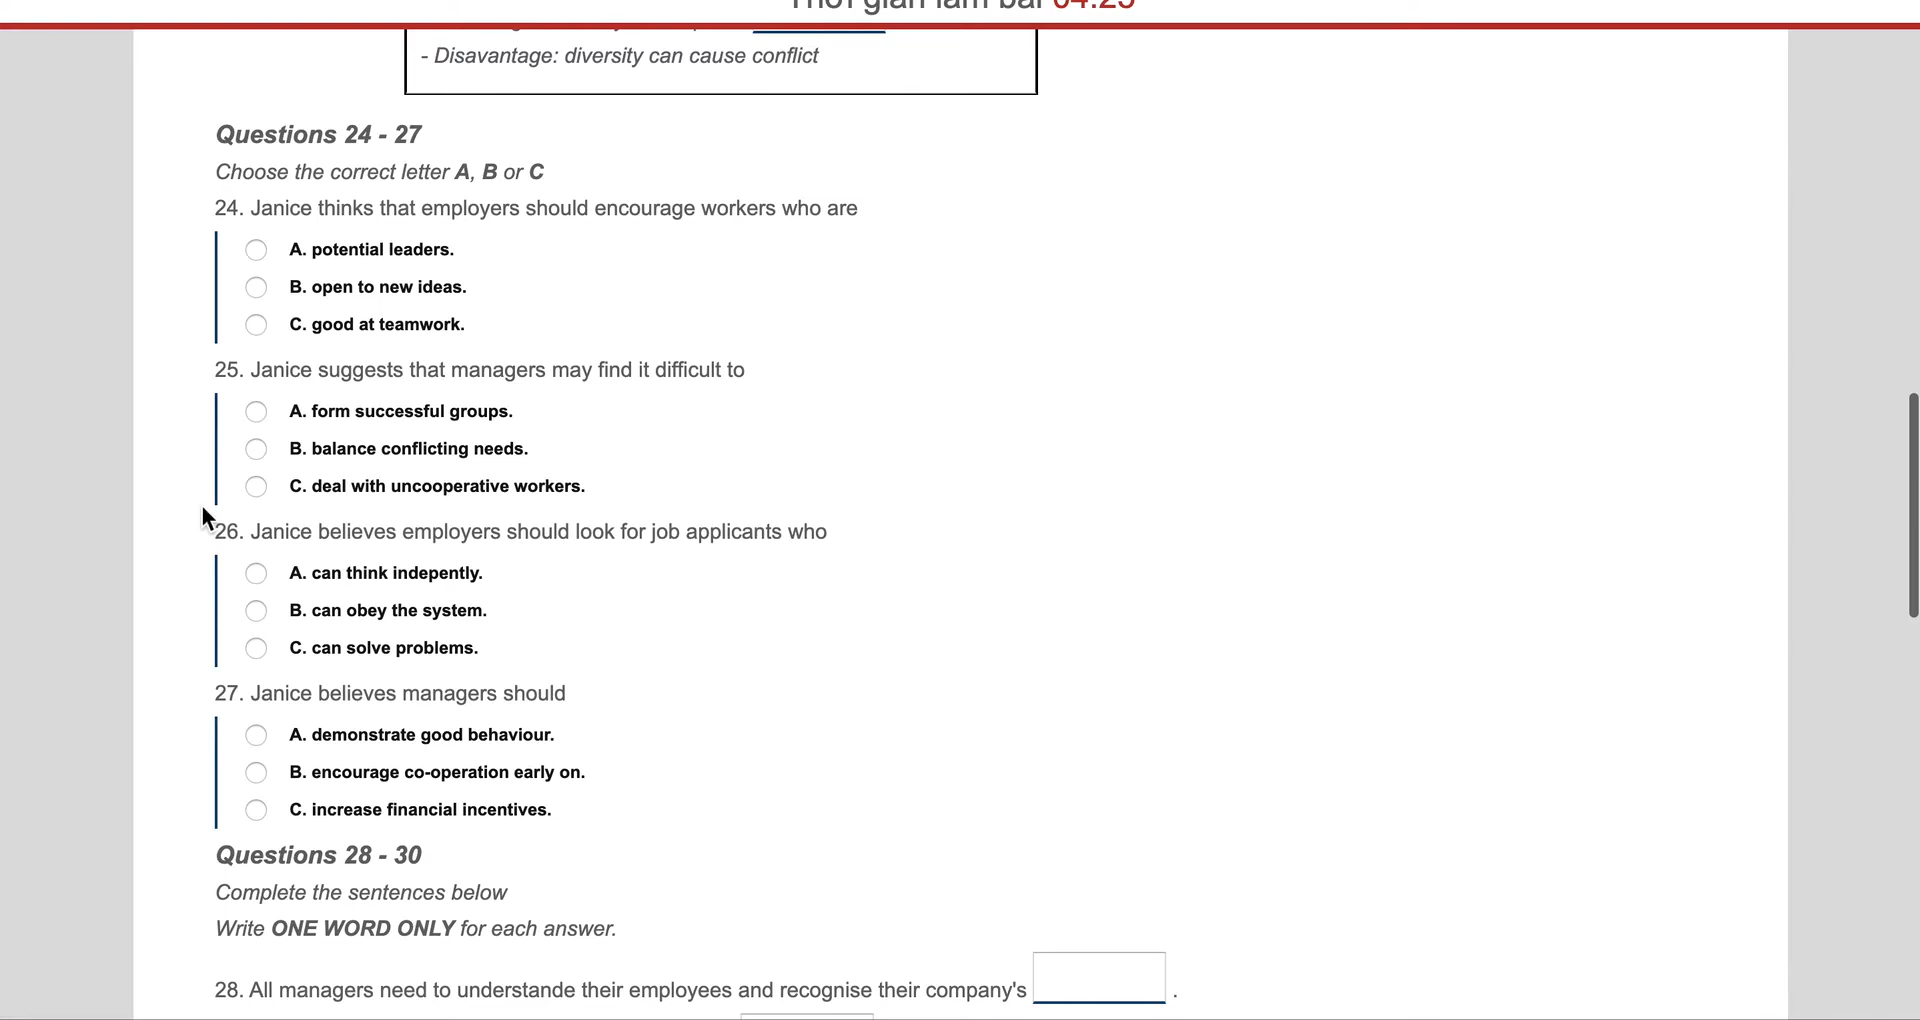 04:25
- Disavantage: diversity can cause conflict
Questions 24 - 27
Choose the correct letter A, B or C
24. Janice thinks that employers should encourage workers who are
A. potential leaders.
B. open to new ideas.
C. good at teamwork.
25. Janice suggests that managers may find it difficult to
A. form successful groups.
B. balance conflicting needs.
C. deal with uncooperative workers.
26. Janice believes employers should look for job applicants who
A. can think indepently.
B. can obey the system.
C. can solve problems.
27. Janice believes managers should
A. demonstrate good behaviour.
B. encourage co-operation early on.
C. increase financial incentives.
Questions 28 - 30
Complete the sentences below
Write ONE WORD ONLY for each answer.
28. All managers need to understande their employees and recognise their company's .